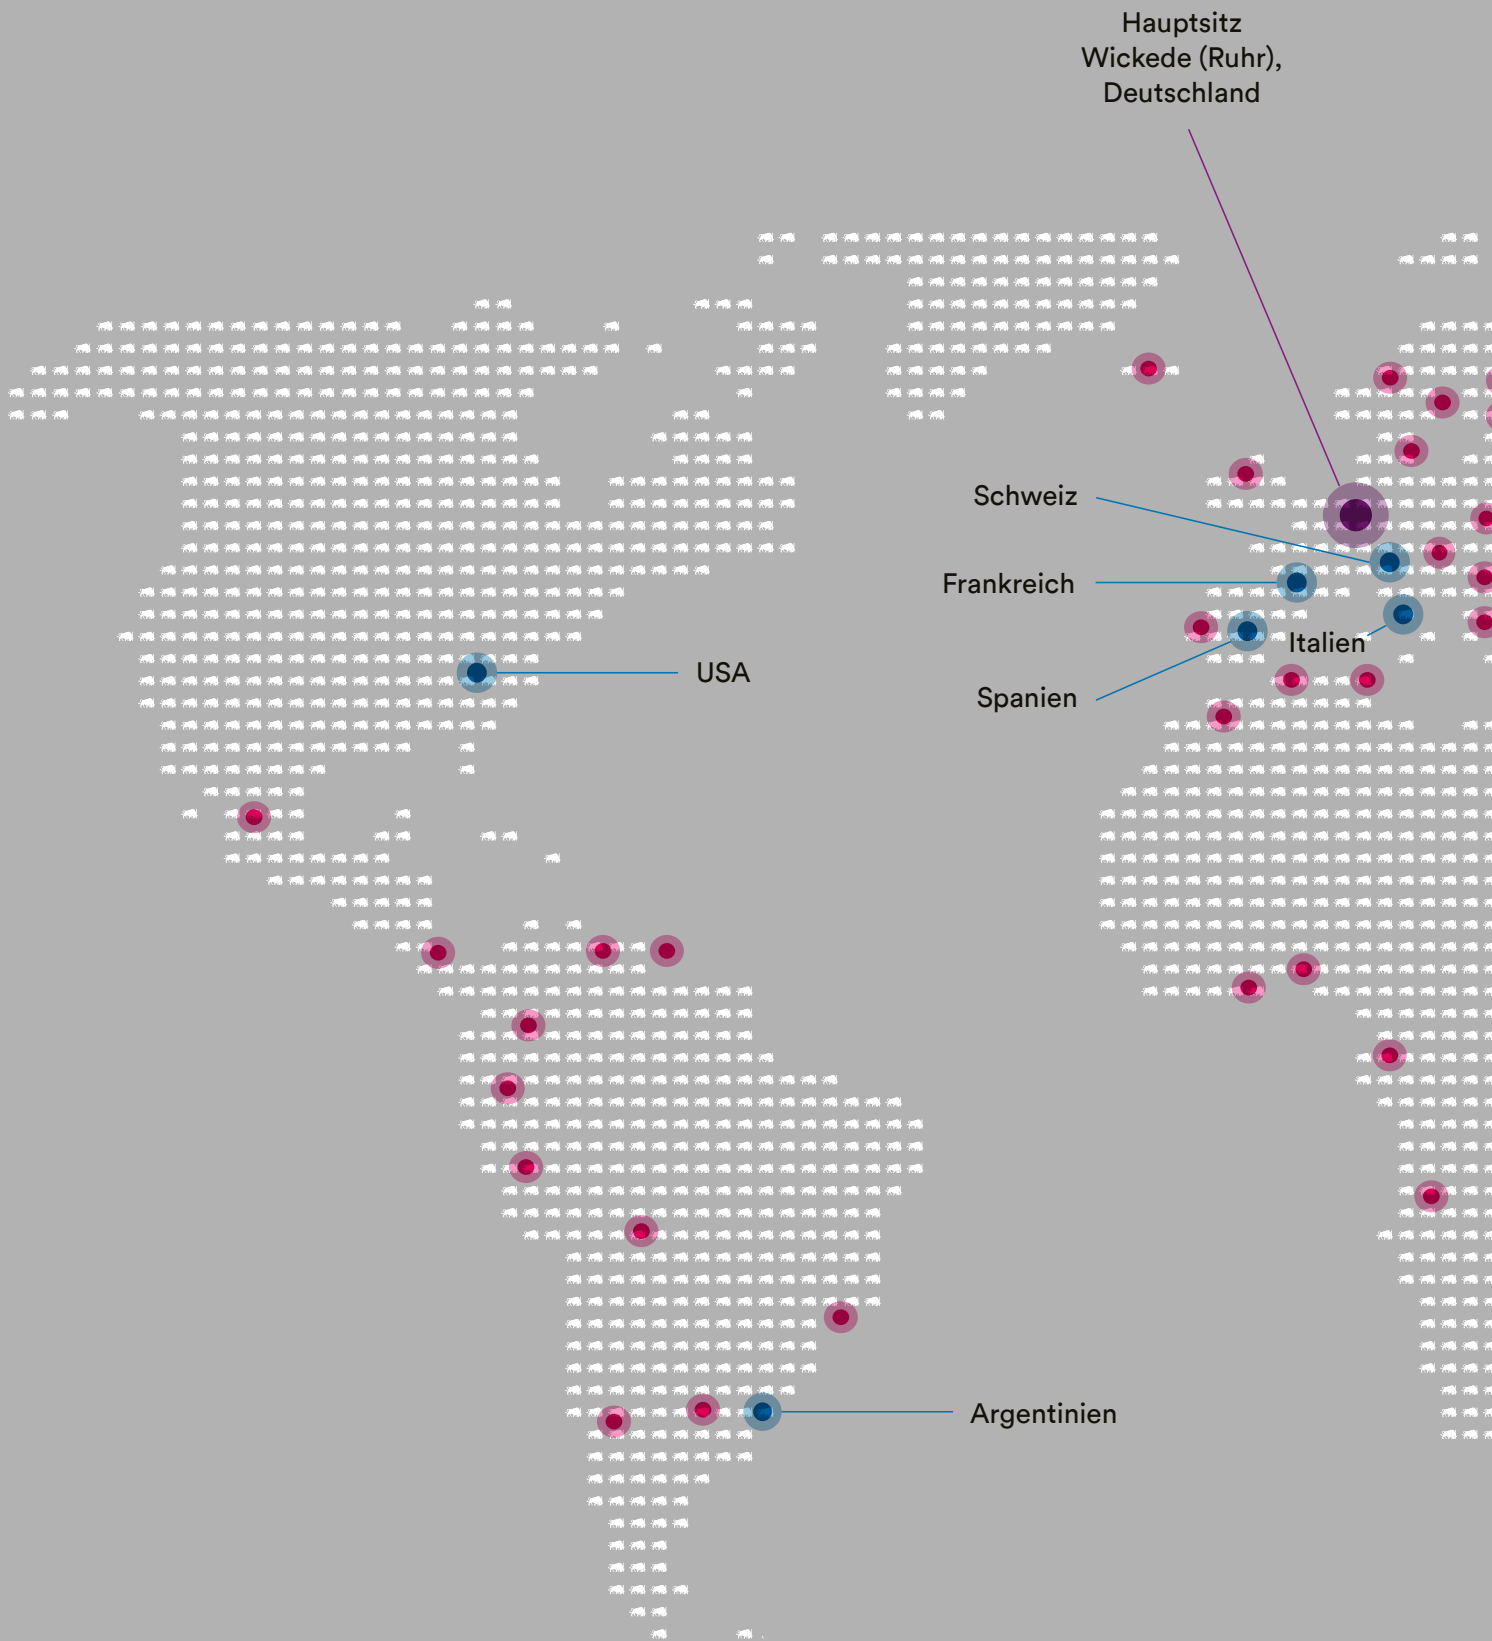 Hauptsitz
Wickede (Ruhr),
Deutschland
Schweiz
Frankreich
Italien
USA
Spanien
Argentinien